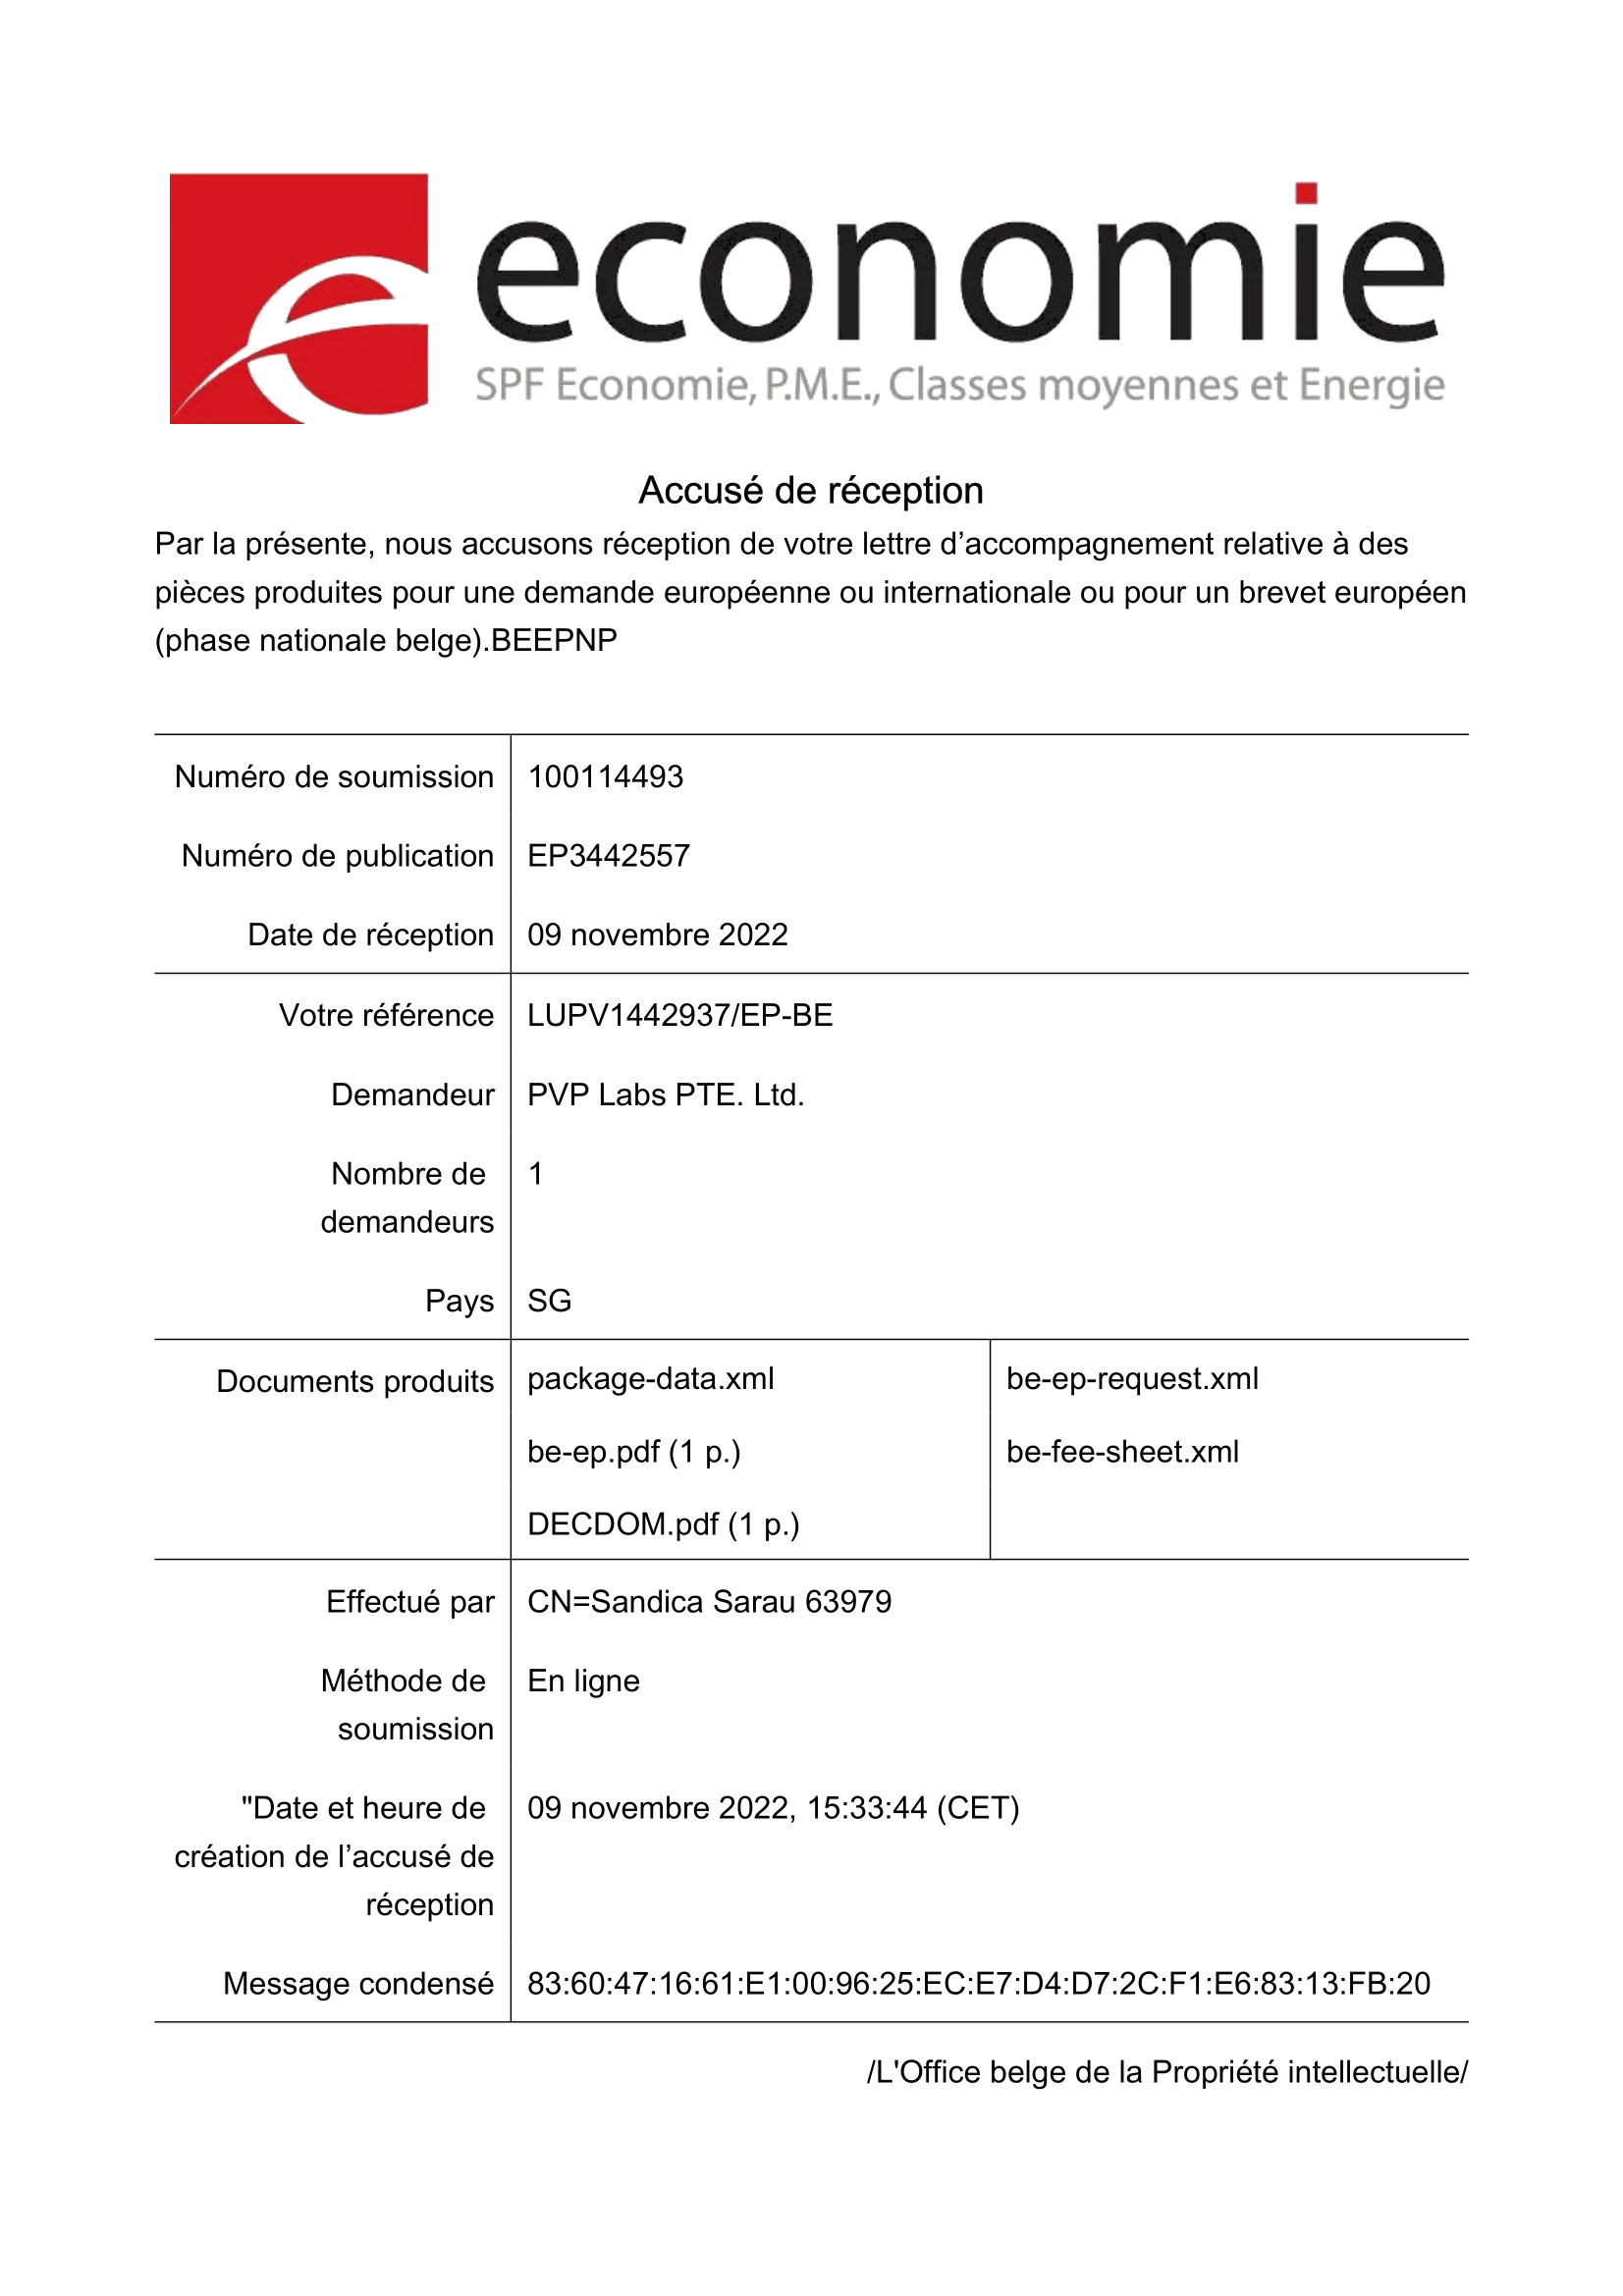 economie
SPF Economie, P.M.E., Classes moyennes et Energie
Accusé de réception
Par la présente, nous accusons réception de votre lettre d’accompagnement relative à des
pièces produites pour une demande européenne ou internationale ou pour un brevet européen
(phase nationale belge).BEEPNP
Numéro de soumission 100114493
Numéro de publication EP3442557
Date de réception 09 novembre 2022
Votre référence LUPV1442937/EP-BE
Demandeur PVP Labs PTE. Ltd.
Nombre de 1
demandeurs
Pays SG
Documents produits package-data.xml be-ep-request.xml
be-ep.pdf (1 p.) be-fee-sheet.xml
DECDOM.pdf (1 p.)
Effectué par CN=Sandica Sarau 63979
Méthode de En ligne
soumission
"Date et heure de 09 novembre 2022, 15:33:44 (CET)
création de l’accusé de
réception
Message condensé 83:60:47:16:61:E1:00:96:25:EC:E7:D4:D7:2C:F1:E6:83:13:FB:20
/L'Office belge de la Propriété intellectuelle/